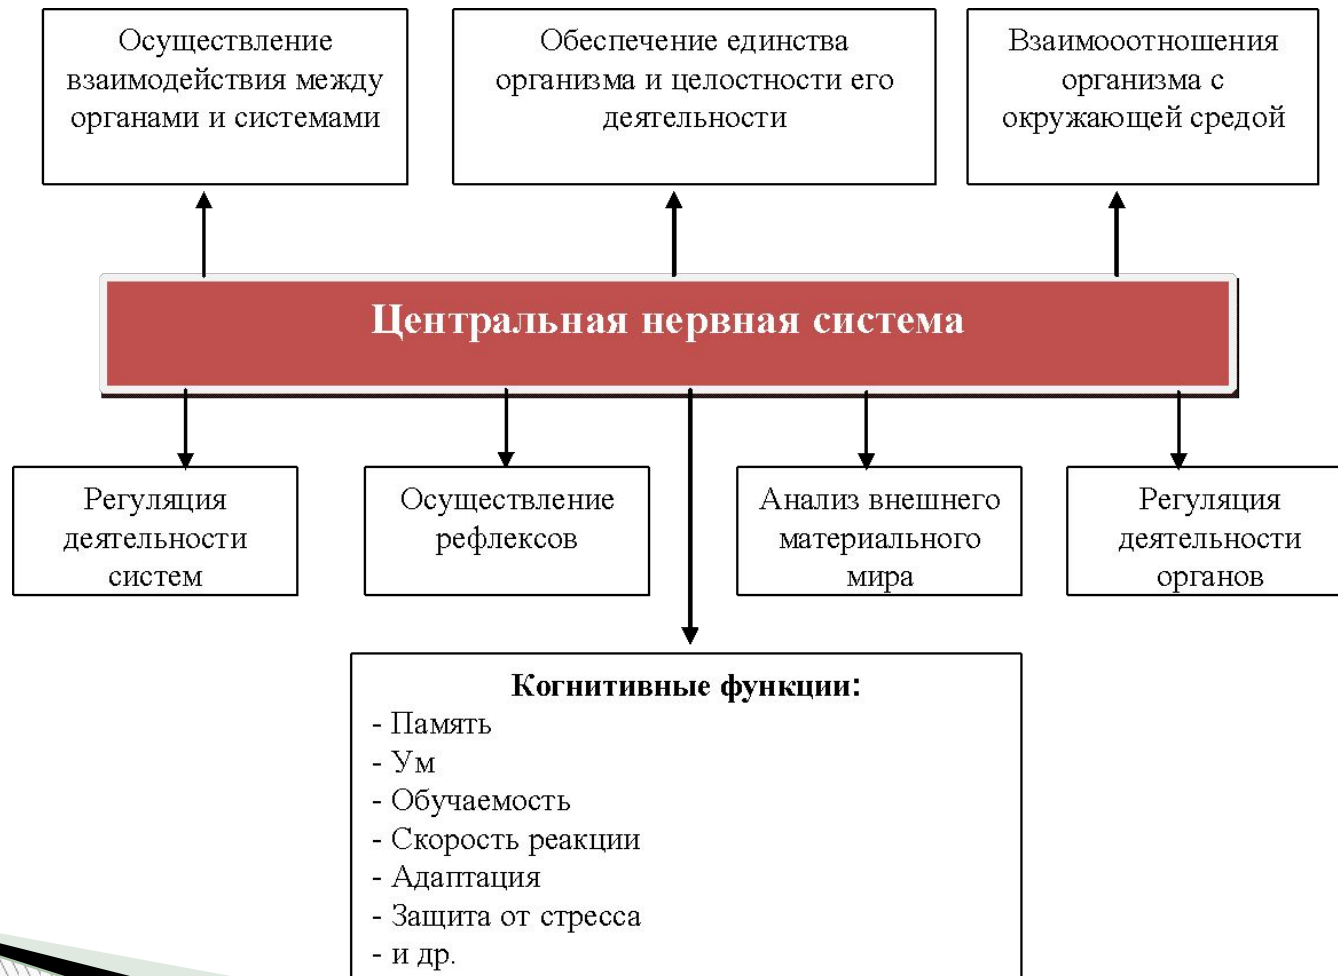 Осуществление
взаимодействия между
органами и системами
Обеспечение единства
организма и целостности его
деятельности
Взаимооотношения
организма с
окружающей средой
Центральная нервная система
Регуляция
деятельности
систем
Осуществление
рефлексов
Анализ внешнего
материального
мира
Регуляция
деятельности
органов
Когнитивные функции:
- Память
- Ум
- Обучаемость
- Скорость реакции
- Адаптация
- Защита от стресса
- и др.